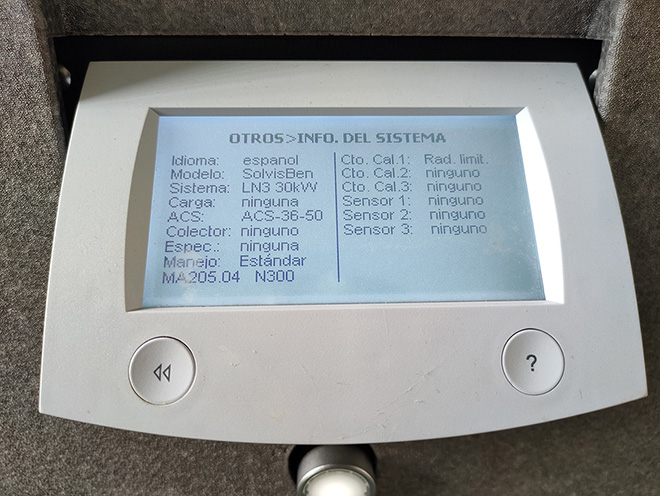 OTROS>INFO. DEL SISTEMA
Idioma: espanol
Modelo: SolvisBen
Sistema: LN3 30kW
Carga: ninguna
ACS: ACS-36-50
Colector: ninguno
Espec.: ninguna
Manejo: Estándar
MA205.04 N300
Cto. Cal.1: Rad. limit.
Cto. Cal.2: ninguno
Cto. Cal.3: ninguno
Sensor 1: ninguno
Sensor 2: ninguno
Sensor 3: ninguno
?